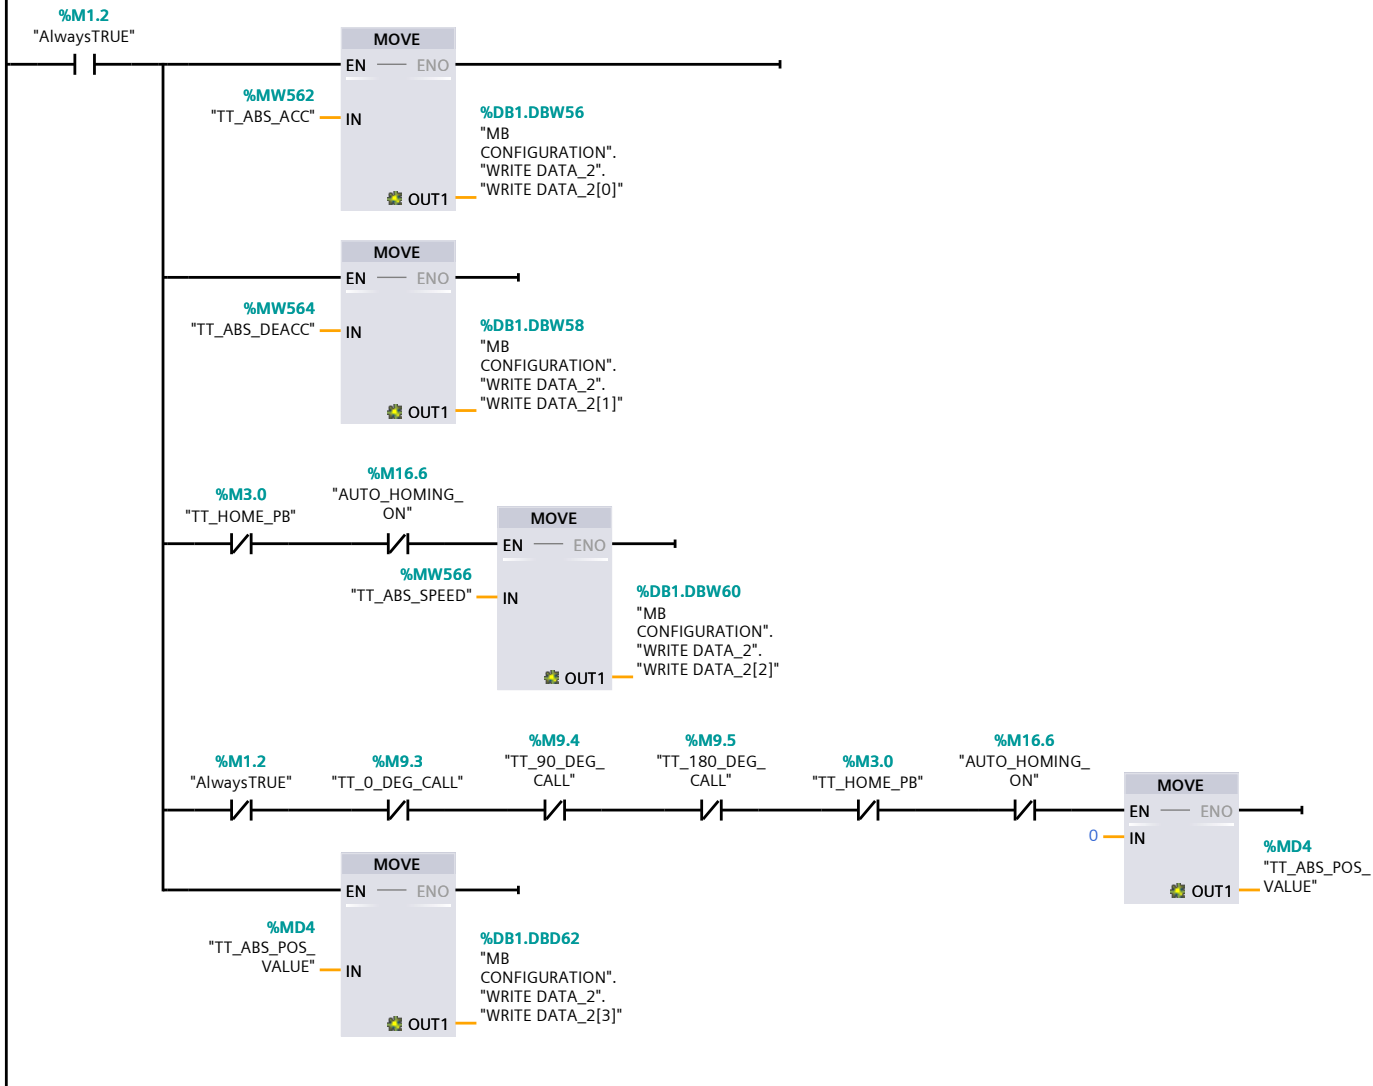 %M1.2
"AlwaysTRUE"
MOVE
EN
ENO
%MW562
"TT_ABS_ACC"
IN
%DB1.DBW56
"MB
CONFIGURATION".
"WRITE DATA_2".
"WRITE DATA_2[0]"
OUT1
MOVE
EN
ENO
%MW564
"TT_ABS_DEACC"
IN
%DB1.DBW58
"MB
CONFIGURATION".
"WRITE DATA_2".
"WRITE DATA_2[1]"
OUT1
%M3.0
"TT_HOME_PB"
%M16.6
"AUTO_HOMING_
ON"
MOVE
EN
ENO
%MW566
"TT_ABS_SPEED"
IN
%DB1.DBW60
"MB
CONFIGURATION".
"WRITE DATA_2".
"WRITE DATA_2[2]"
OUT1
%M1.2
"AlwaysTRUE"
%M9.3
"TT_0_DEG_CALL"
%M9.4
"TT_90_DEG_
CALL"
%M9.5
"TT_180_DEG_
CALL"
%M3.0
"TT_HOME_PB"
%M16.6
"AUTO_HOMING_
ON"
MOVE
EN
ENO
0
IN
%MD4
"TT_ABS_POS_
VALUE"
OUT1
MOVE
EN
ENO
%MD4
"TT_ABS_POS_
VALUE"
IN
%DB1.DBD62
"MB
CONFIGURATION".
"WRITE DATA_2".
"WRITE DATA_2[3]"
OUT1